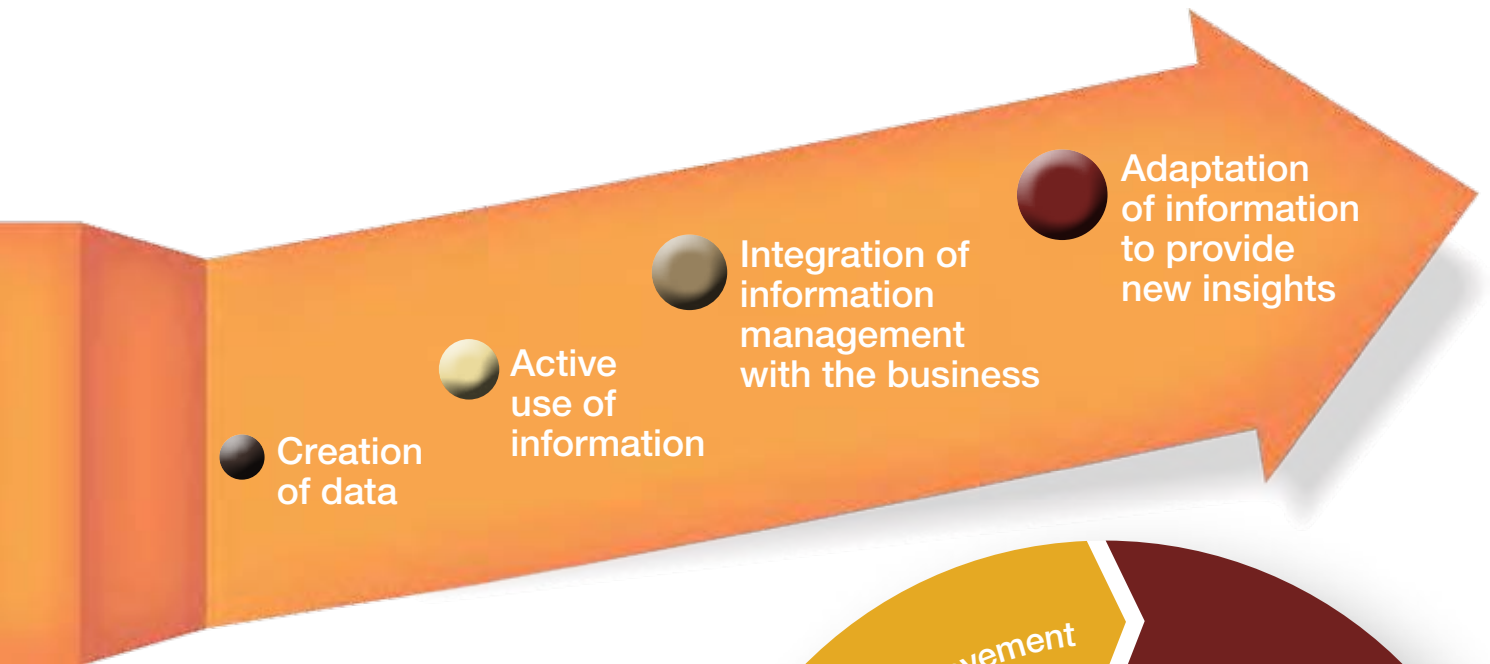 Creation
of data
Active
use of
information
Integration of
information
management
with the business
Adaptation
of information
to provide
new insights